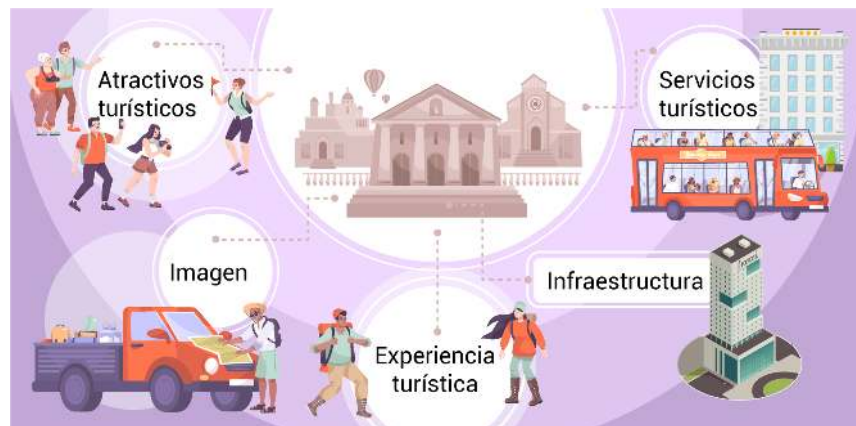 Atractivos
turísticos
Servicios
turísticos
Imagen
Infraestructura
Experiencia
turística